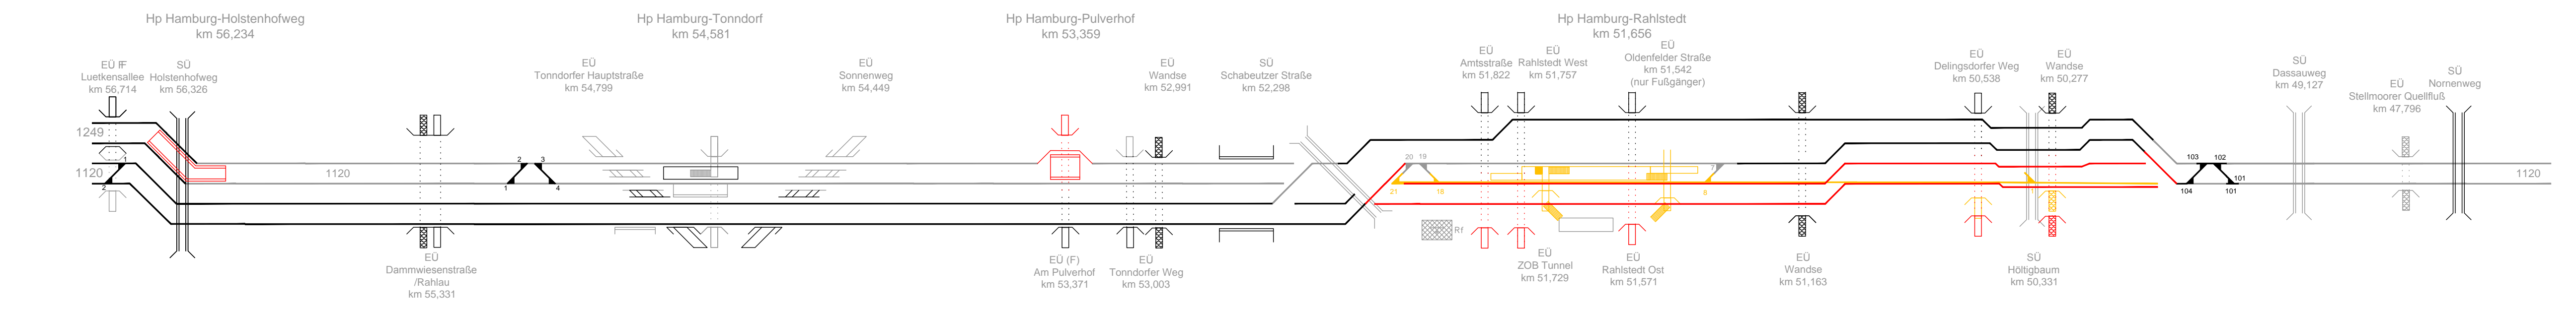 Hp Hamburg-Holstenhofweg
km 56,234
Hp Hamburg-Tonndorf
km 54,581
Hp Hamburg-Pulverhof
km 53,359
Hp Hamburg-Rahlstedt
km 51,656
EÜ F
Luetkensallee
km 56,714
SÜ
Holstenhofweg
km 56,326
EÜ
Tonndorfer Hauptstraße
km 54,799
EÜ
Sonnenweg
km 54,449
EÜ
Wandse
km 52,991
SÜ
Schabeutzer Straße
km 52,298
EÜ
Amtsstraße
km 51,822
EÜ
Rahlstedt West
km 51,757
EÜ
Oldenfelder Straße
km 51,542
(nur Fußgänger)
EÜ
Delingsdorfer Weg
km 50,538
EÜ
Wandse
km 50,277
SÜ
Dassauweg
km 49,127
EÜ
Stellmoorer Quellfluß
km 47,796
SÜ
Nornenweg
1249
1120
1
2
1120
2
3
1
4
20
19
21
18
7
8
1
103
102
101
104
101
1120
Rf
EÜ
Dammwiesenstraße
/Rahlau
km 55,331
EÜ (F)
Am Pulverhof
km 53,371
EÜ
Tonndorfer Weg
km 53,003
EÜ
ZOB Tunnel
km 51,729
EÜ
Rahlstedt Ost
km 51,571
EÜ
Wandse
km 51,163
SÜ
Höltigbaum
km 50,331